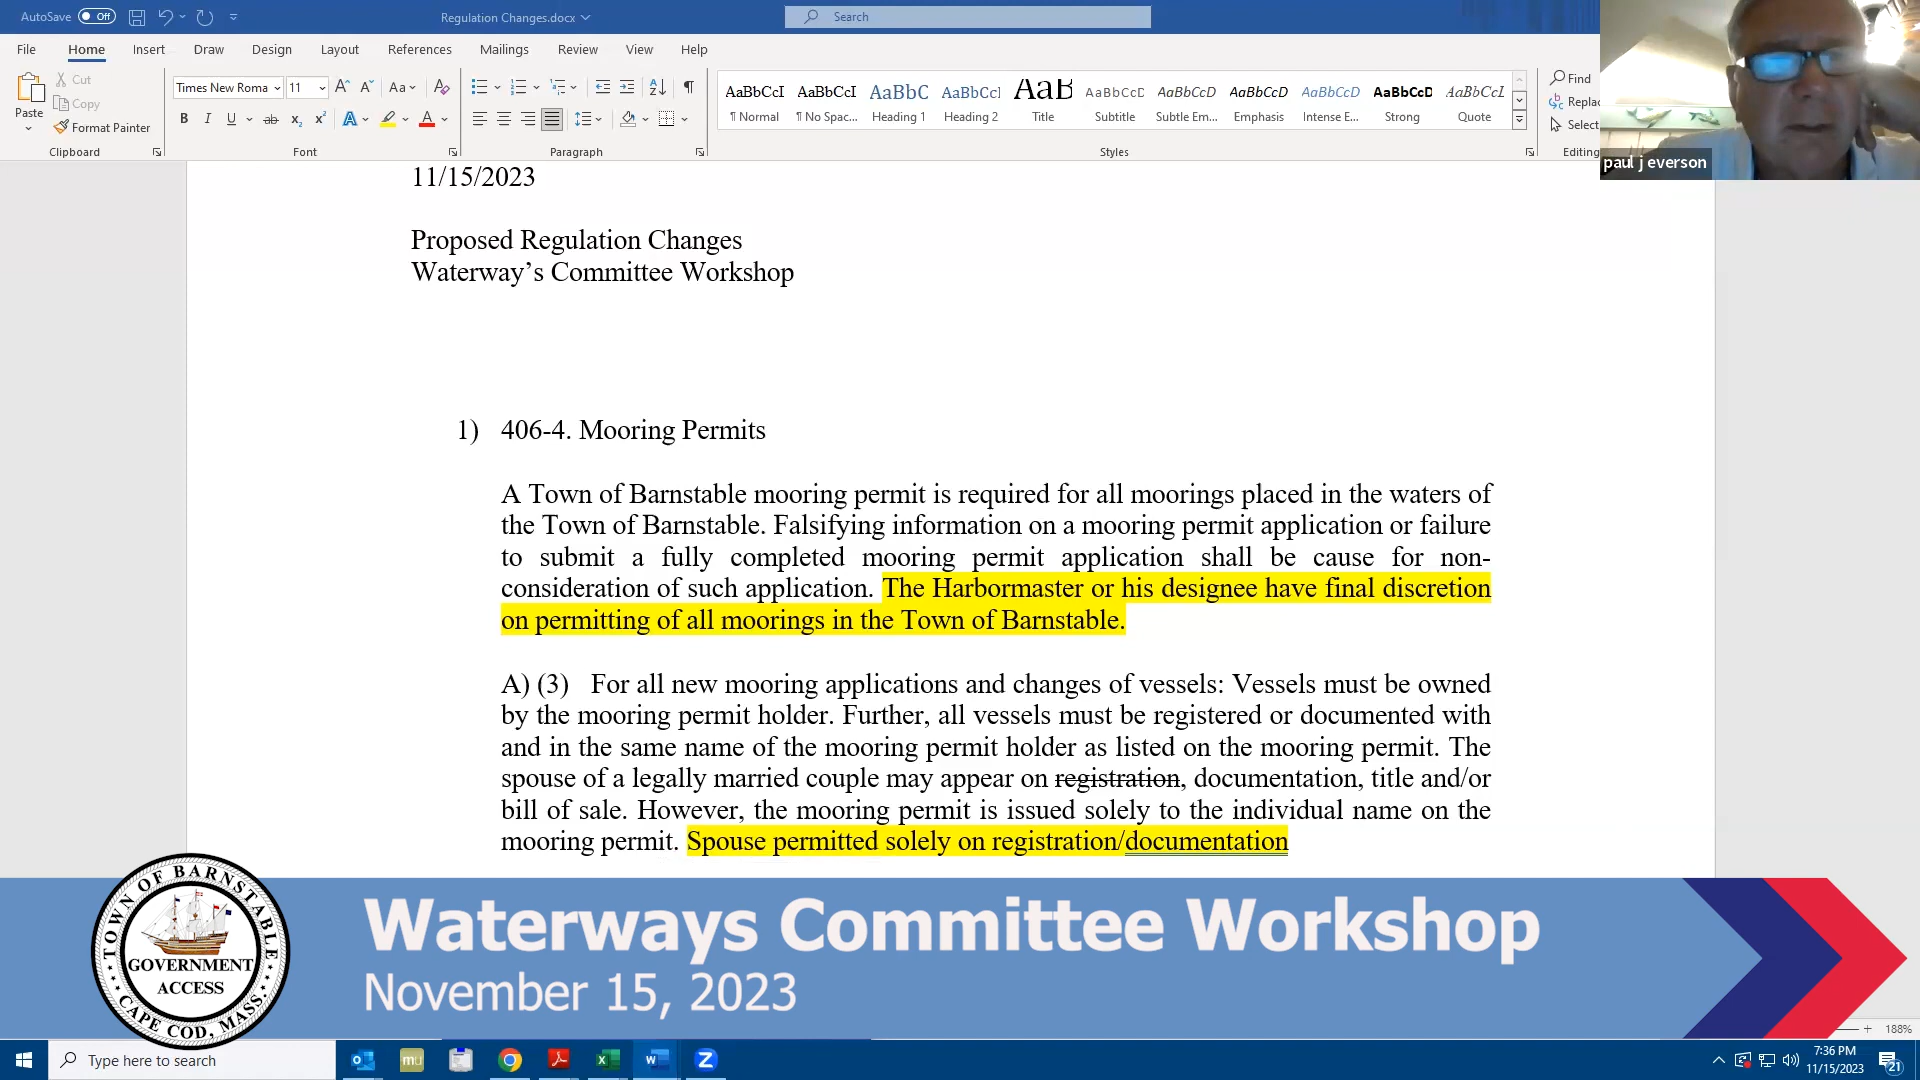 AutoSave Off
Regulation Changes.docx
Search
File Home Insert Draw Design Layout References Mailings Review View Help
Paste
Cut
Copy
Format Painter
Clipboard
Times New Roma 11
Font
Paragraph
AaBbCcI AaBbCcI AaBbC AaBbCcI AaB AaBbCcD AaBbCcD AaBbCcD AaBbCcD AaBbCcD AaBbCcL
¶ Normal ¶ No Spac... Heading 1 Heading 2 Title Subtitle Subtle Em... Emphasis Intense E... Strong Quote
Styles
Find
Replac
Select
Editing
paul j everson
11/15/2023
Proposed Regulation Changes
Waterway’s Committee Workshop
1) 406-4. Mooring Permits
A Town of Barnstable mooring permit is required for all moorings placed in the waters of
the Town of Barnstable. Falsifying information on a mooring permit application or failure
to submit a fully completed mooring permit application shall be cause for non-
consideration of such application. The Harbormaster or his designee have final discretion
on permitting of all moorings in the Town of Barnstable.
A) (3) For all new mooring applications and changes of vessels: Vessels must be owned
by the mooring permit holder. Further, all vessels must be registered or documented with
and in the same name of the mooring permit holder as listed on the mooring permit. The
spouse of a legally married couple may appear on registration, documentation, title and/or
bill of sale. However, the mooring permit is issued solely to the individual name on the
mooring permit. Spouse permitted solely on registration/documentation
TOWN OF BARNSTABLE
GOVERNMENT
ACCESS
CAPE COD, MASS.
Waterways Committee Workshop
November 15, 2023
188%
Type here to search
mu
7:36 PM
11/15/2023
21